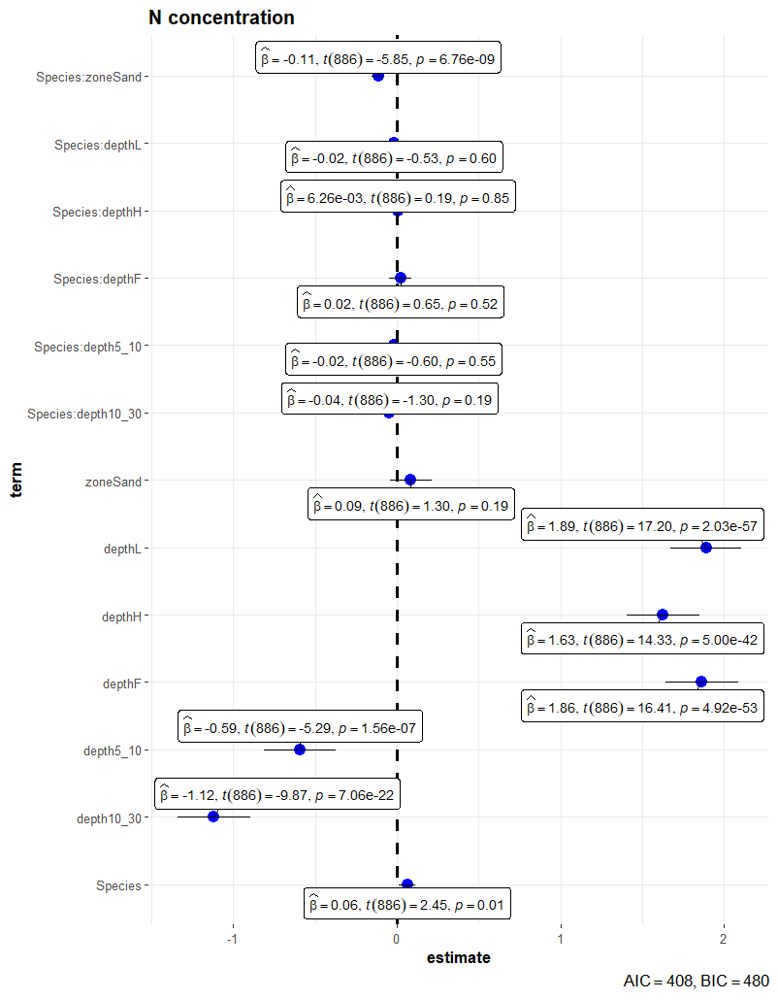 N concentration
Species:zoneSand
β̂ = -0.11, t(886) = -5.85, p = 6.76e-09
Species:depthL
β̂ = -0.02, t(886) = -0.53, p = 0.60
β̂ = 6.26e-03, t(886) = 0.19, p = 0.85
Species:depthH
Species:depthF
β̂ = 0.02, t(886) = 0.65, p = 0.52
Species:depth5_10
β̂ = -0.02, t(886) = -0.60, p = 0.55
β̂ = -0.04, t(886) = -1.30, p = 0.19
Species:depth10_30
zoneSand
β̂ = 0.09, t(886) = 1.30, p = 0.19
β̂ = 1.89, t(886) = 17.20, p = 2.03e-57
depthL
depthH
β̂ = 1.63, t(886) = 14.33, p = 5.00e-42
depthF
β̂ = 1.86, t(886) = 16.41, p = 4.92e-53
β̂ = -0.59, t(886) = -5.29, p = 1.56e-07
depth5_10
β̂ = -1.12, t(886) = -9.87, p = 7.06e-22
depth10_30
Species
β̂ = 0.06, t(886) = 2.45, p = 0.01
term
-1 0 1 2
estimate
AIC = 408, BIC = 480